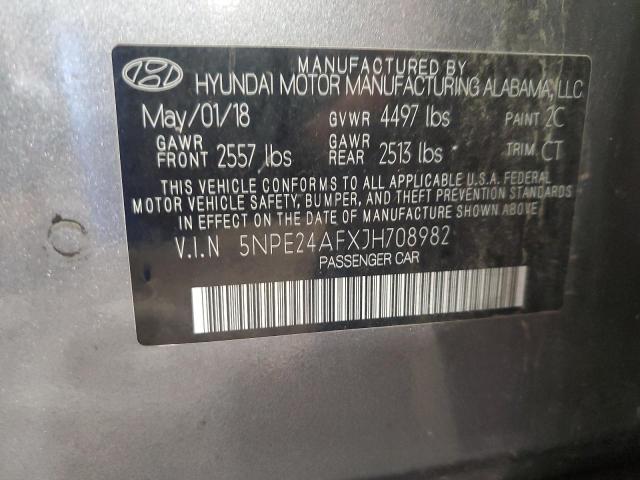 MANUFACTURED BY
HYUNDAI MOTOR MANUFACTURING ALABAMA, LLC
May/01/18 GVWR 4497 lbs PAINT 2C
GAWR FRONT 2557 lbs GAWR REAR 2513 lbs TRIM CT
THIS VEHICLE CONFORMS TO ALL APPLICABLE U.S.A. FEDERAL
MOTOR VEHICLE SAFETY, BUMPER, AND THEFT PREVENTION STANDARDS
IN EFFECT ON THE DATE OF MANUFACTURE SHOWN ABOVE.
V.I.N 5NPE24AFXJH708982
PASSENGER CAR